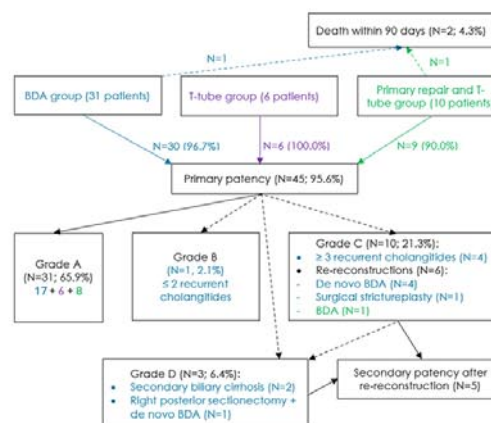 Death within 90 days (N=2; 4.3%)
N=1
N=1
BDA group (31 patients)
T-tube group (6 patients)
Primary repair and T-
tube group (10 patients)
N=30 (96.7%)
N=6 (100.0%)
N=9 (90.0%)
Primary patency (N=45; 95.6%)
Grade A
(N=31; 65.9%)
17 + 6 + 8
Grade B
(N=1, 2.1%)
≤ 2 recurrent
cholangitides
Grade C (N=10; 21.3%)
• ≥ 3 recurrent cholangitides (N=4)
• Re-reconstructions (N=6):
- De novo BDA (N=4)
- Surgical strictureplasty (N=1)
- BDA (N=1)
Grade D (N=3; 6.4%):
• Secondary biliary cirrhosis (N=2)
• Right posterior sectionectomy +
de novo BDA (N=1)
Secondary patency after
re-reconstruction (N=5)